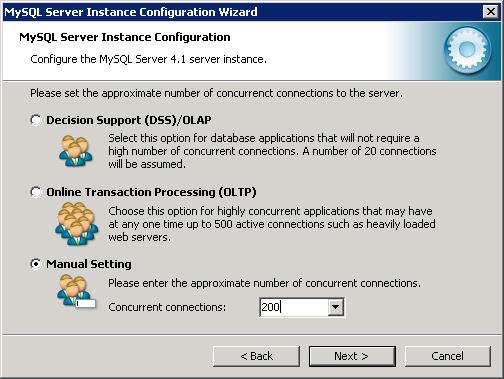 MySQL Server Instance Configuration Wizard
MySQL Server Instance Configuration
Configure the MySQL Server 4.1 server instance.
Please set the approximate number of concurrenct connections to the server.
Decision Support (DSS)/OLAP
Select this option for database applications that will not require a
high number of concurrent connections. A number of 20 connections
will be assumed.
Online Transaction Processing (OLTP)
Choose this option for highly concurrent applications that may have
at any one time up to 500 active connections such as heavily loaded
web servers.
Manual Setting
Please enter the approximate number of concurrent connections.
Concurrent connections: 200
< Back Next > Cancel